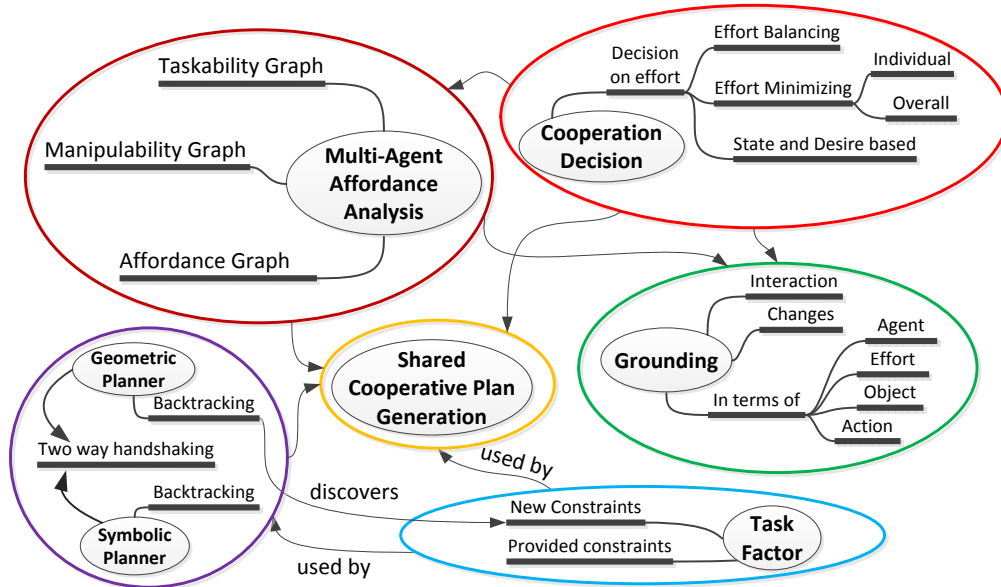 Taskability Graph
Manipulability Graph
Multi-Agent
Affordance
Analysis
Affordance Graph
Decision
on effort
Effort Balancing
Effort Minimizing
Individual
Overall
State and Desire based
Cooperation
Decision
Interaction
Changes
Grounding
In terms of
Agent
Effort
Object
Action
Shared
Cooperative Plan
Generation
Geometric
Planner
Backtracking
Two way handshaking
Backtracking
Symbolic
Planner
discovers
used by
used by
New Constraints
Provided constraints
Task
Factor